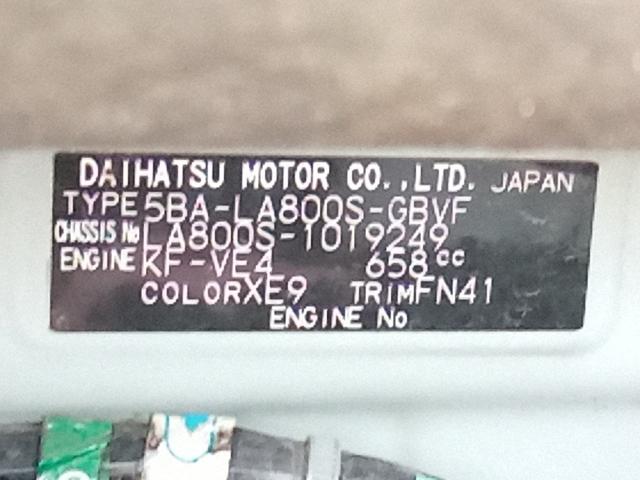 DAIHATSU MOTOR CO.,LTD. JAPAN
TYPE 5BA-LA800S-GBVF
CHASSIS No LA800S-1019249
ENGINE KF-VE4 658cc
COLOR XE9 TRIM FN41
ENGINE No